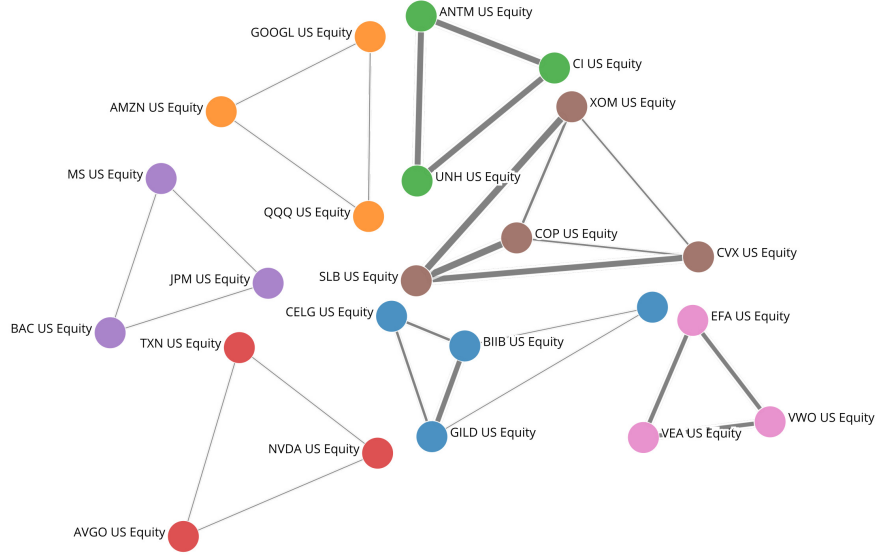 ANTM US Equity
GOOGL US Equity
CI US Equity
XOM US Equity
AMZN US Equity
MS US Equity
UNH US Equity
QQQ US Equity
COP US Equity
CVX US Equity
SLB US Equity
JPM US Equity
CELG US Equity
EFA US Equity
BAC US Equity
BIIB US Equity
TXN US Equity
VWO US Equity
GILD US Equity
VEA US Equity
NVDA US Equity
AVGO US Equity